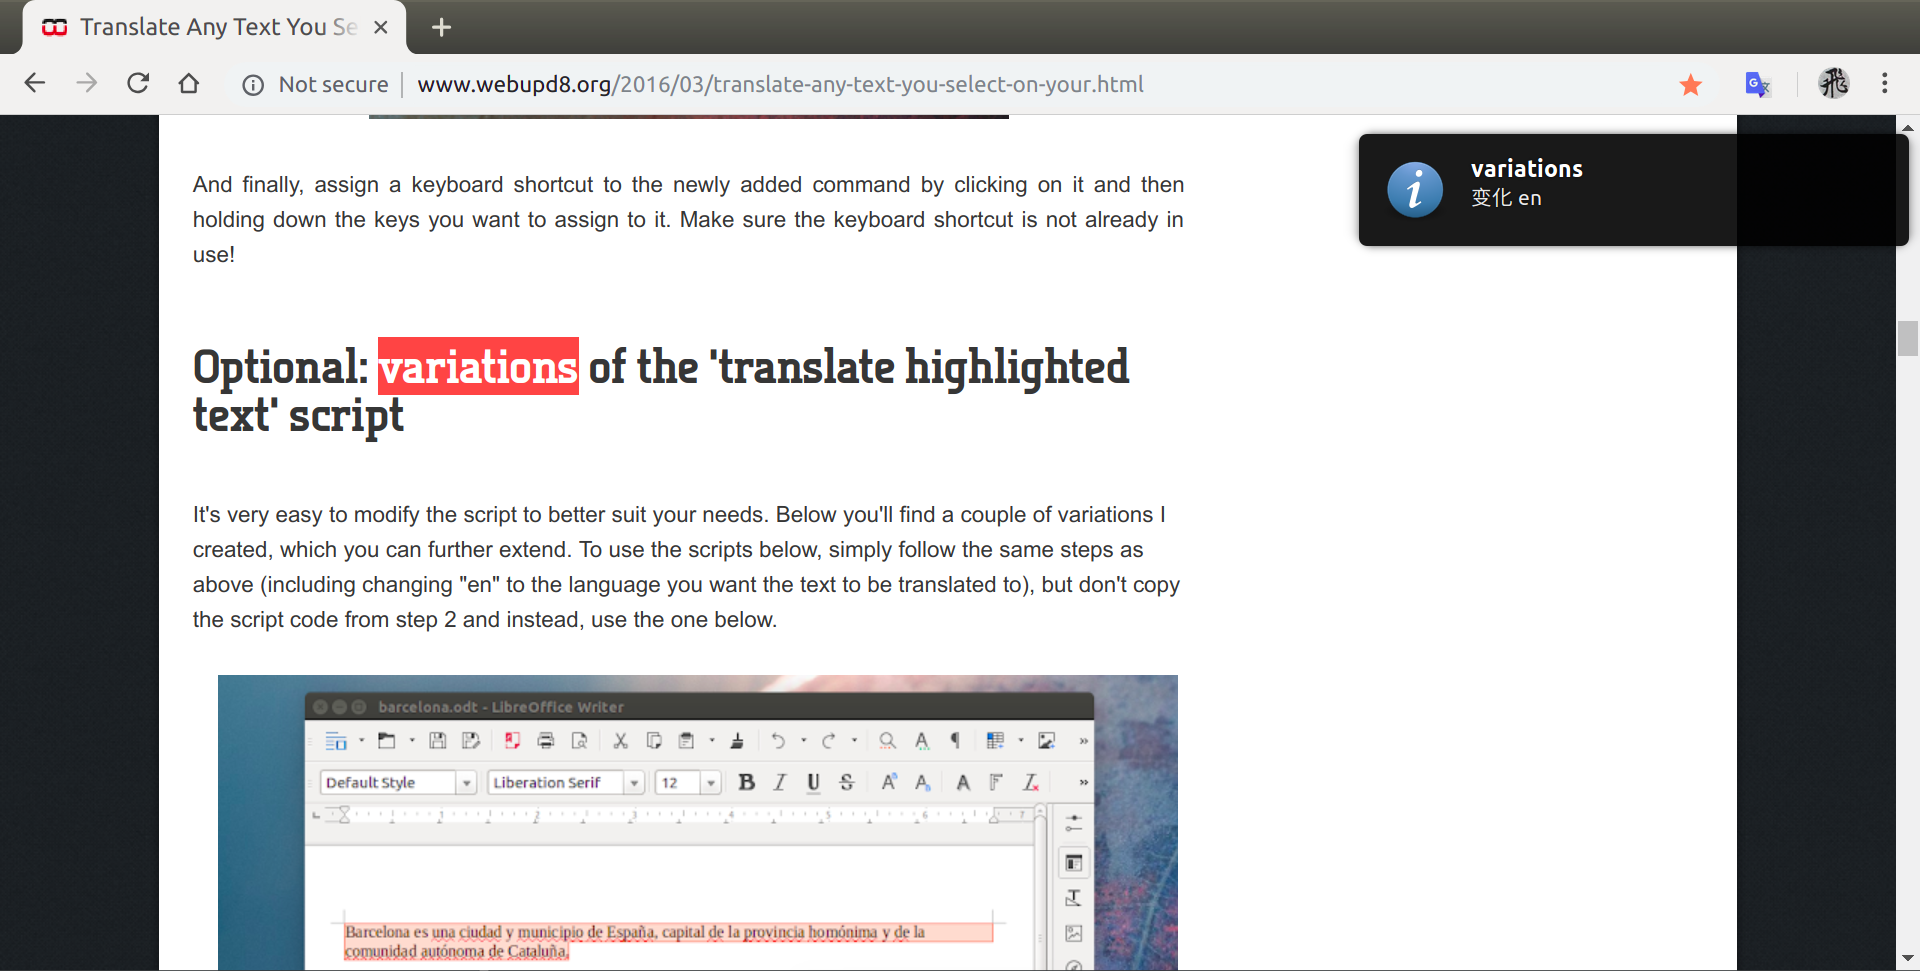 Translate Any Text You Se
Not secure
www.webupd8.org/2016/03/translate-any-text-you-select-on-your.html
飛
variations
变化 en
And finally, assign a keyboard shortcut to the newly added command by clicking on it and then
holding down the keys you want to assign to it. Make sure the keyboard shortcut is not already in
use!
Optional: variations of the 'translate highlighted
text' script
It's very easy to modify the script to better suit your needs. Below you'll find a couple of variations I
created, which you can further extend. To use the scripts below, simply follow the same steps as
above (including changing "en" to the language you want the text to be translated to), but don't copy
the script code from step 2 and instead, use the one below.
barcelona.odt - LibreOffice Writer
Default Style Liberation Serif 12
1 2 3 4 5 6 7
Barcelona es una ciudad y municipio de España, capital de la provincia homónima y de la
comunidad autónoma de Cataluña,